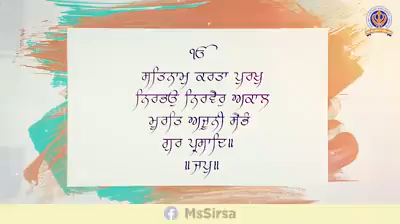 ੴ
ਸਤਿਨਾਮੁ ਕਰਤਾ ਪੁਰਖੁ
ਨਿਰਭਉ ਨਿਰਵੈਰੁ ਅਕਾਲ
ਮੂਰਤਿ ਅਜੂਨੀ ਸੈਭੰ
ਗੁਰ ਪ੍ਰਸਾਦਿ॥
॥ਜਪੁ॥
MsSirsa